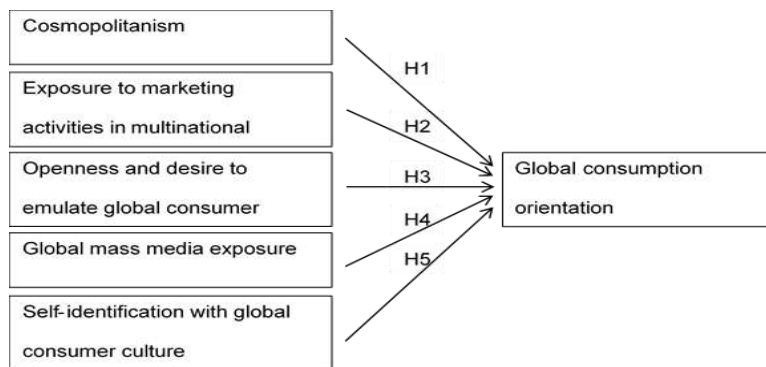 Cosmopolitanism
Exposure to marketing
activities in multinational
Openness and desire to
emulate global consumer
Global mass media exposure
Self-identification with global
consumer culture
H1
H2
H3
H4
H5
Global consumption
orientation